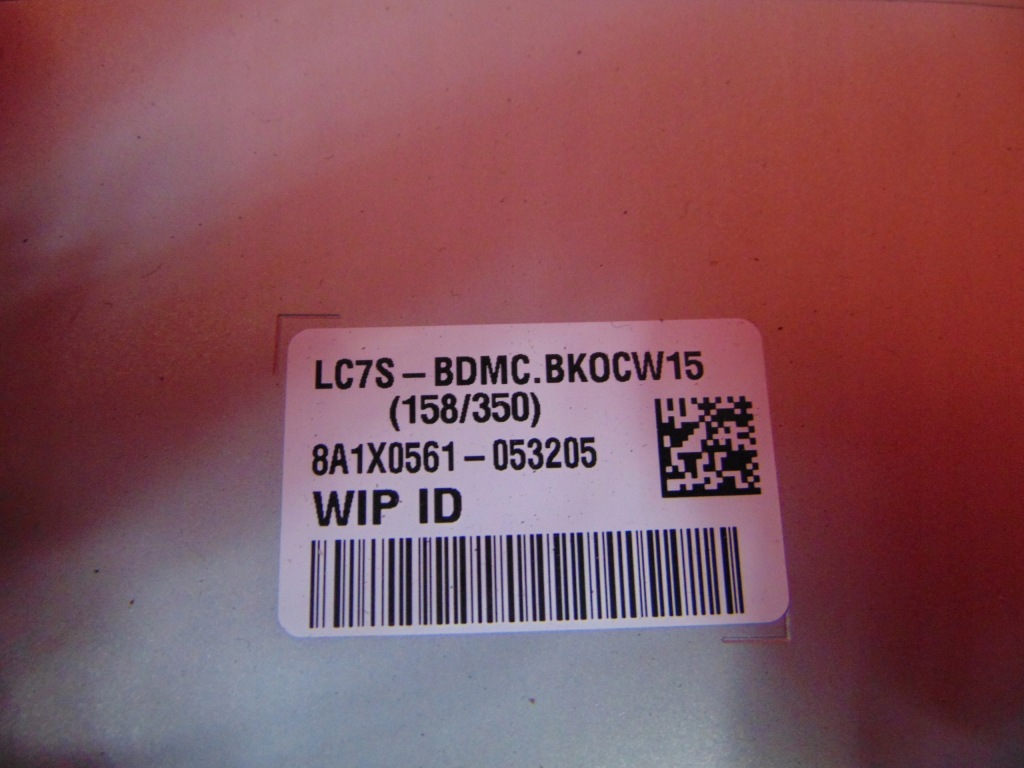 LC7S – BDMC.BKOCW15
(158/350)
8A1X0561 – 053205
WIP ID